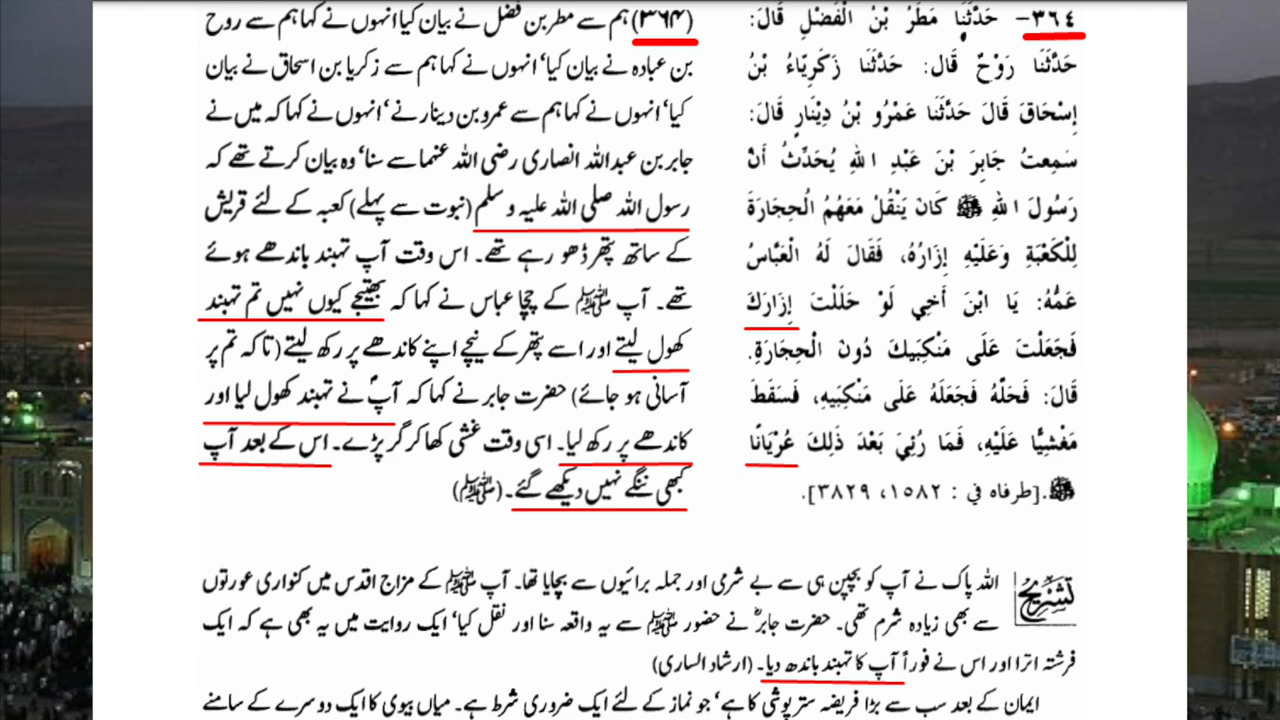 ٣٦٤- حَدَّثَنَا مَطَرُ بْنُ الْفَضْلِ قَالَ:
حَدَّثَنَا رَوْحٌ قَالَ: حَدَّثَنَا زَكَرِيَّاءُ بْنُ
إِسْحَاقَ قَالَ حَدَّثَنَا عَمْرُو بْنُ دِيْنَارٍ قَالَ:
سَمِعتُ جَابِرَ بْنَ عَبْدِ اللهِ يُحَدِّثُ أَنَّ
رَسُولَ اللهِ ﷺ كَانَ يَنْقُلُ مَعَهُمُ الْحِجَارَةَ
لِلْكَعْبَةِ وَعَلَيْهِ إِزَارُهُ، فَقَالَ لَهُ الْعَبَّاسُ
عَمُّهُ: يَا ابْنَ أَخِي لَوْ حَلَلْتَ إِزَارَكَ
فَجَعَلْتَ عَلَى مَنْكِبَيكَ دُونَ الْحِجَارَةِ.
قَالَ: فَحَلَّهُ فَجَعَلَهُ عَلَى مَنْكِبَيهِ، فَسَقَطَ
مَغْشِيًّا عَلَيْهِ، فَمَا رُئِيَ بَعْدَ ذَلِكَ عُرْيَانًا
ﷺ.[طرفاه في : ١٥٨٢، ٣٨٢٩].
(۳۶۴) ہم سے مطر بن فضل نے بیان کیا انہوں نے کہا ہم سے روح
بن عبادہ نے بیان کیا‘ انہوں نے کہا ہم سے زکریا بن اسحاق نے بیان
کیا‘ انہوں نے کہا ہم سے عمرو بن دینار نے‘ انہوں نے کہا کہ میں نے
جابر بن عبداللہ انصاری رضی اللہ عنہما سے سنا‘ وہ بیان کرتے تھے کہ
رسول اللہ صلی اللہ علیہ و سلم (نبوت سے پہلے) کعبہ کے لئے قریش
کے ساتھ پتھر ڈھو رہے تھے۔ اس وقت آپ تہبند باندھے ہوئے
تھے۔ آپ ﷺ کے چچا عباس نے کہا کہ بھتیجے کیوں نہیں تم تہبند
کھول لیتے اور اسے پتھر کے نیچے اپنے کاندھے پر رکھ لیتے (تاکہ تم پر
آسانی ہو جائے) حضرت جابر نے کہا کہ آپؐ نے تہبند کھول لیا اور
کاندھے پر رکھ لیا۔ اسی وقت غشی کھا کر گر پڑے۔ اس کے بعد آپ
کبھی ننگے نہیں دیکھے گئے۔ (ﷺ)
تشریح
اللہ پاک نے آپ کو بچپن ہی سے بے شرمی اور جملہ برائیوں سے بچایا تھا۔ آپ ﷺ کے مزاج اقدس میں کنواری عورتوں
سے بھی زیادہ شرم تھی۔ حضرت جابرؓ نے حضور ﷺ سے یہ واقعہ سنا اور نقل کیا‘ ایک روایت میں یہ بھی ہے کہ ایک
فرشتہ اترا اور اس نے فوراً آپ کا تہبند باندھ دیا۔ (ارشاد الساری)
ایمان کے بعد سب سے بڑا فریضہ ستر پوشی کا ہے‘ جو نماز کے لئے ایک ضروری شرط ہے۔ میاں بیوی کا ایک دوسرے کے سامنے